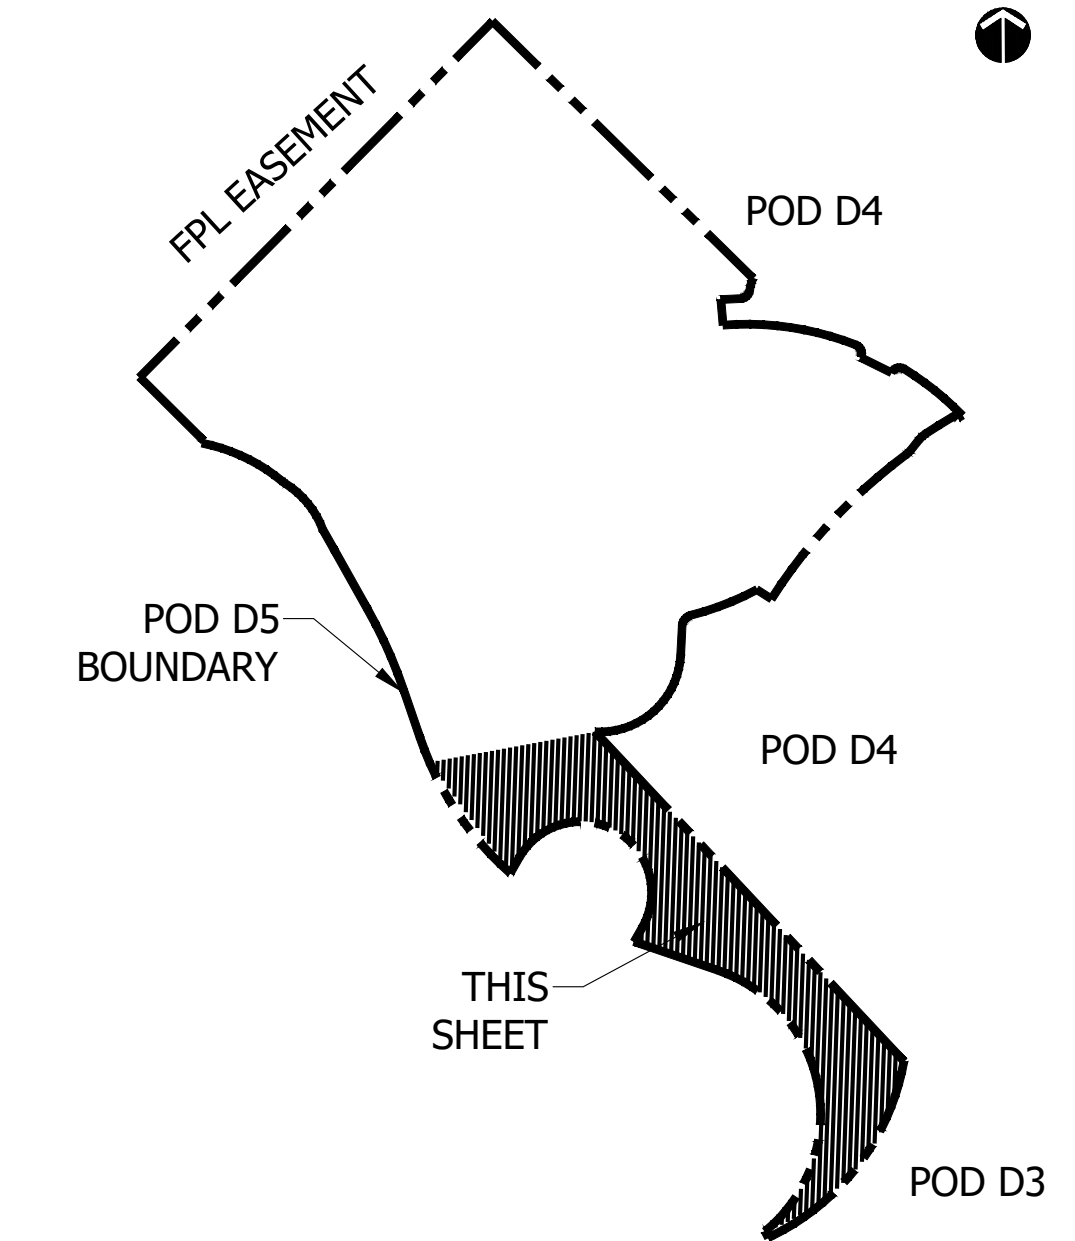 FPL EASEMENT
POD D4
POD D5
BOUNDARY
POD D4
THIS
SHEET
POD D3